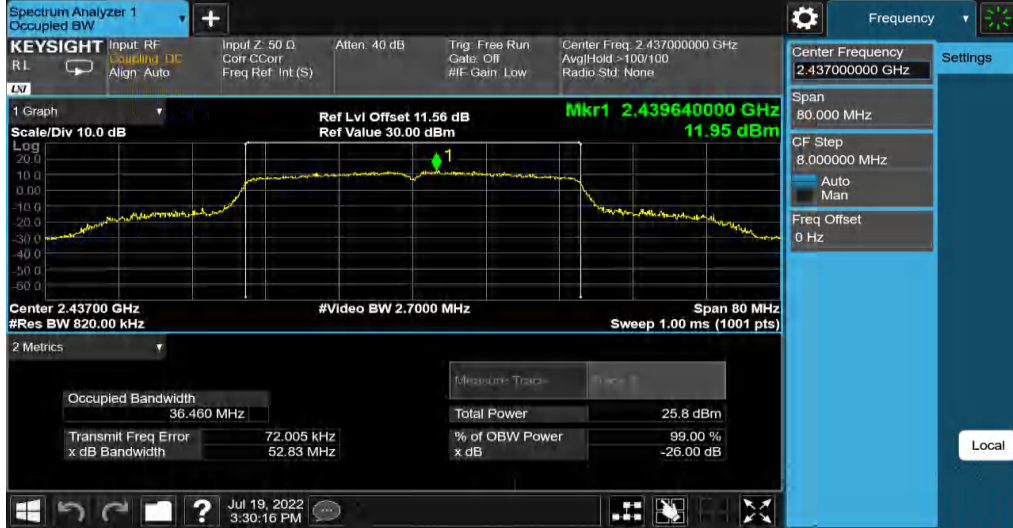 Spectrum Analyzer 1
Occupied BW
+
Frequency
KEYSIGHT
RL
LXI
Input: RF
Coupling: DC
Align: Auto
Input Z: 50 Ω
Corr CCorr
Freq Ref: Int (S)
Atten: 40 dB
Trig: Free Run
Gate: Off
#IF Gain: Low
Center Freq: 2.437000000 GHz
Avg|Hold >100/100
Radio Std: None
Center Frequency
2.437000000 GHz
Settings
Span
80.000 MHz
CF Step
8.000000 MHz
Auto
Man
Freq Offset
0 Hz
Local
1 Graph
Scale/Div 10.0 dB
Ref Lvl Offset 11.56 dB
Ref Value 30.00 dBm
Mkr1 2.439640000 GHz
11.95 dBm
Log
20.0
10.0
0.00
-10.0
-20.0
-30.0
-40.0
-50.0
-60.0
1
Center 2.43700 GHz
#Res BW 820.00 kHz
#Video BW 2.7000 MHz
Span 80 MHz
Sweep 1.00 ms (1001 pts)
2 Metrics
Measure Trace
Trace 1
Occupied Bandwidth
36.460 MHz
Total Power 25.8 dBm
Transmit Freq Error 72.005 kHz
% of OBW Power 99.00 %
x dB Bandwidth 52.83 MHz
x dB -26.00 dB
?
Jul 19, 2022
3:30:16 PM